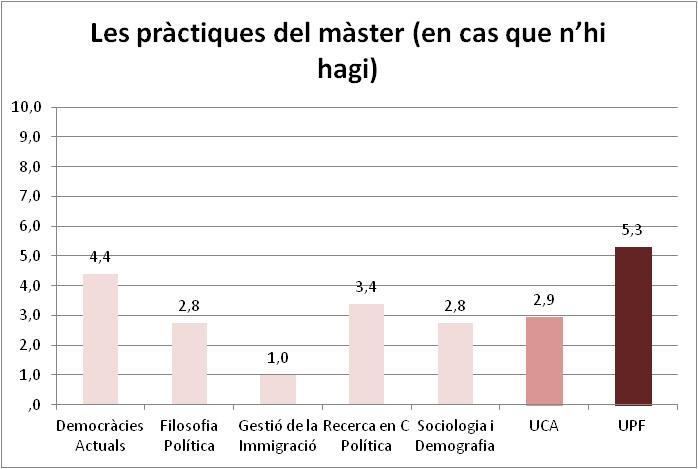 Les pràctiques del màster (en cas que n’hi
hagi)
10,0
9,0
8,0
7,0
6,0
5,0
4,0
3,0
2,0
1,0
,0
4,4
2,8
1,0
3,4
2,8
2,9
5,3
Democràcies
Actuals
Filosofia
Política
Gestió de la
Immigració
Recerca en C
Política
Sociologia i
Demografia
UCA
UPF